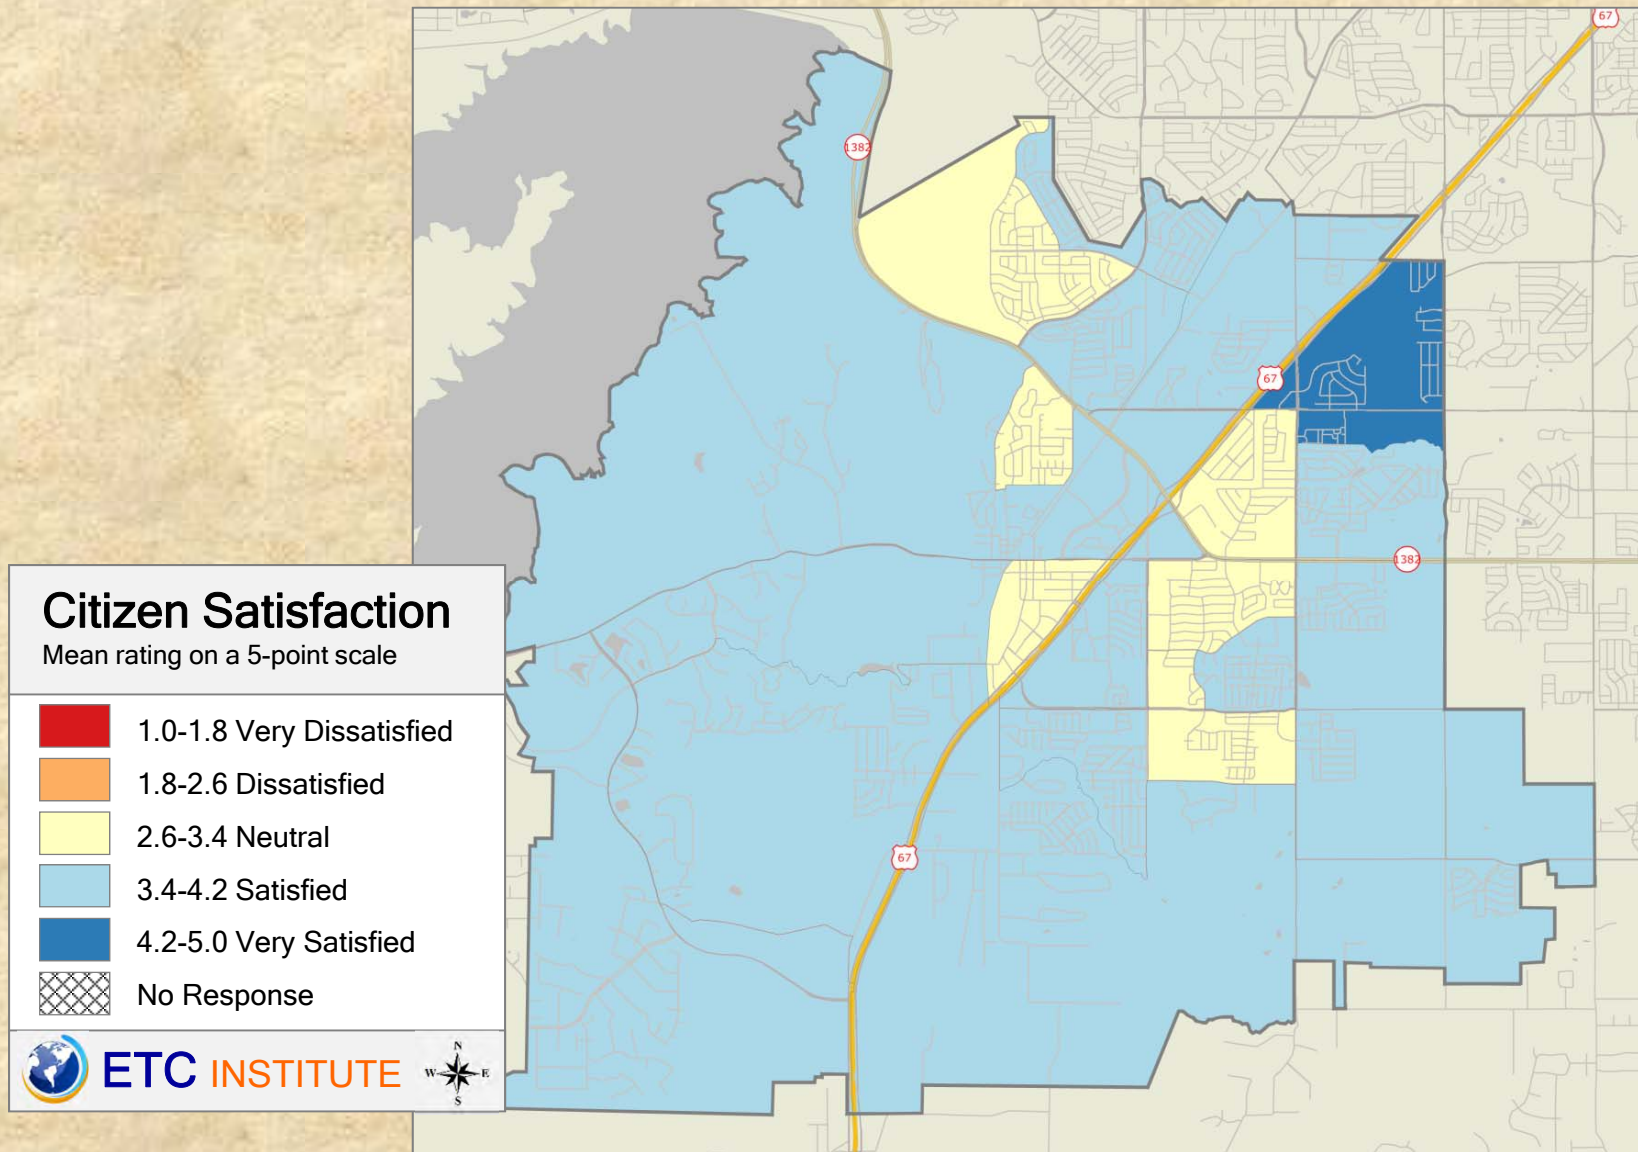 67
1382
67
1382
67
Citizen Satisfaction
Mean rating on a 5-point scale
1.0-1.8 Very Dissatisfied
1.8-2.6 Dissatisfied
2.6-3.4 Neutral
3.4-4.2 Satisfied
4.2-5.0 Very Satisfied
No Response
ETC INSTITUTE
N
W E
S